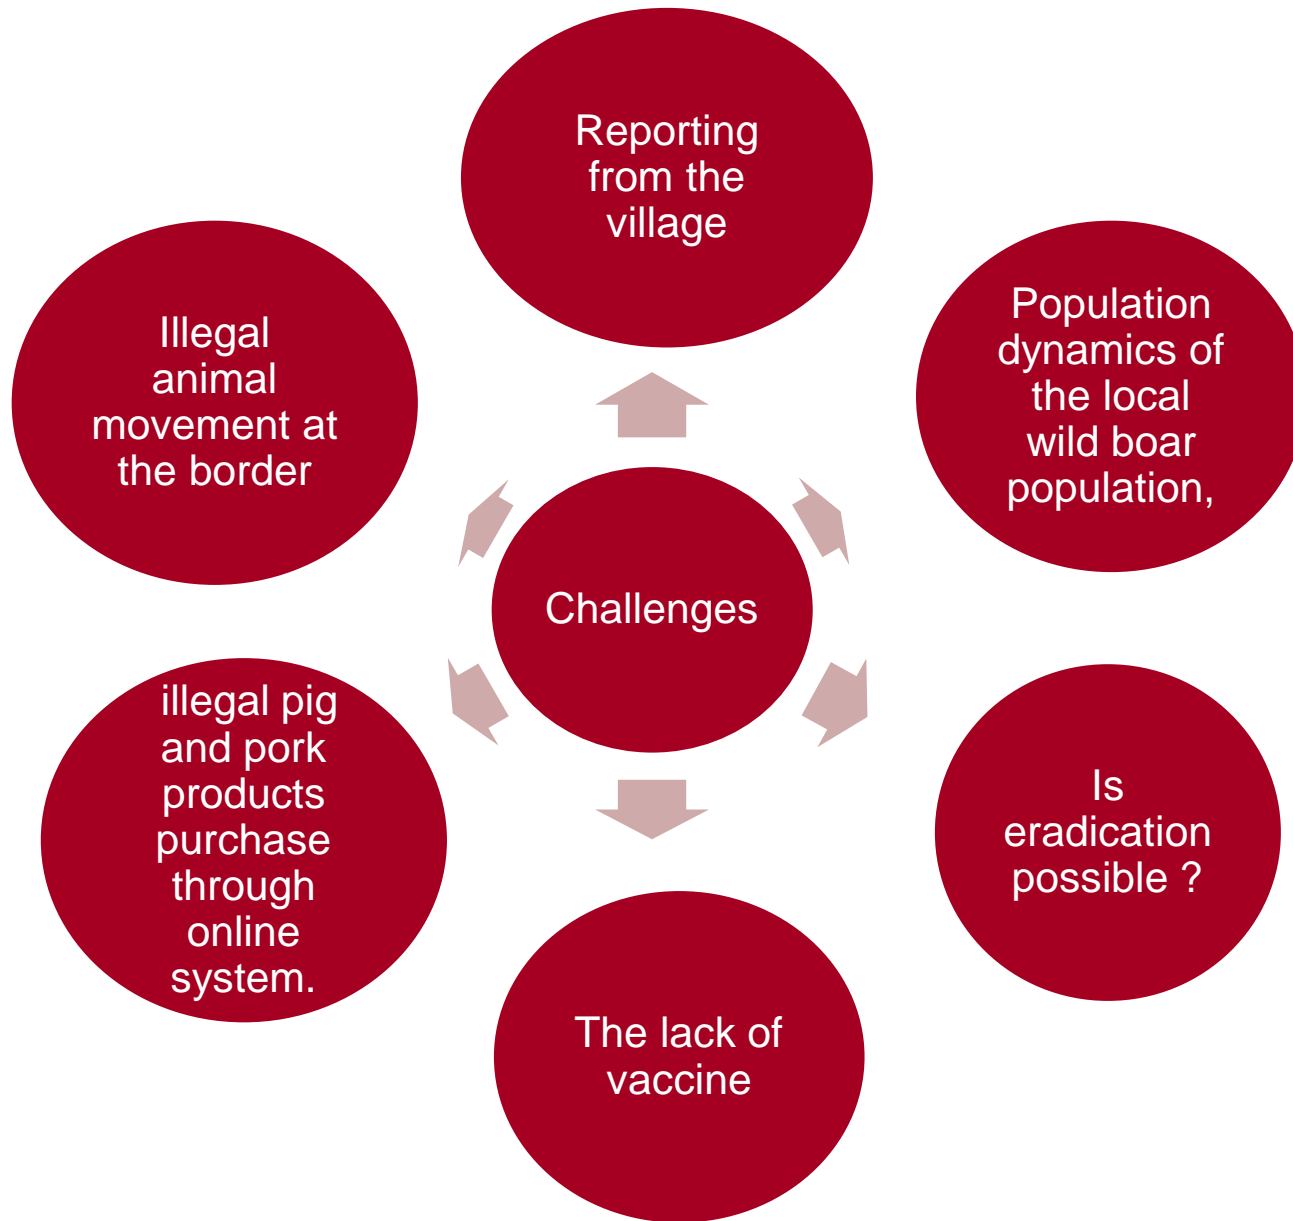 Reporting
from the
village
Population
dynamics of
the local
wild boar
population,
Is
eradication
possible ?
The lack of
vaccine
illegal pig
and pork
products
purchase
through
online
system.
Illegal
animal
movement at
the border
Challenges